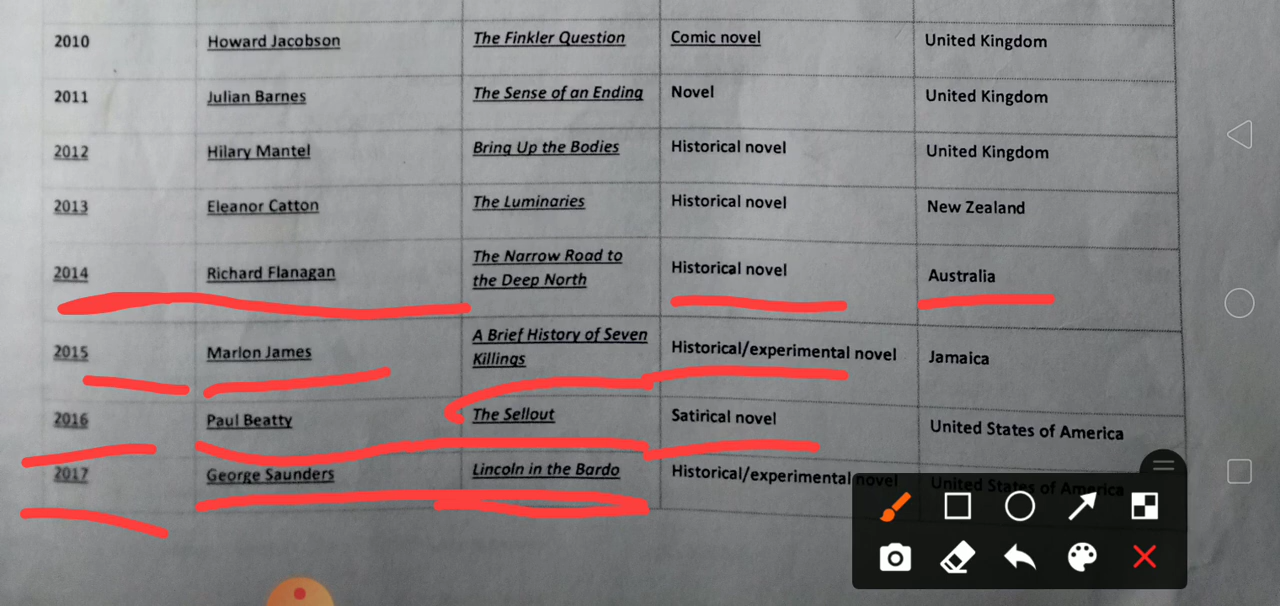 2010 Howard Jacobson The Finkler Question Comic novel United Kingdom
2011 Julian Barnes The Sense of an Ending Novel United Kingdom
2012 Hilary Mantel Bring Up the Bodies Historical novel United Kingdom
2013 Eleanor Catton The Luminaries Historical novel New Zealand
2014 Richard Flanagan The Narrow Road to
the Deep North Historical novel Australia
2015 Marlon James A Brief History of Seven
Killings Historical/experimental novel Jamaica
2016 Paul Beatty The Sellout Satirical novel United States of America
2017 George Saunders Lincoln in the Bardo Historical/experimental novel United States of America